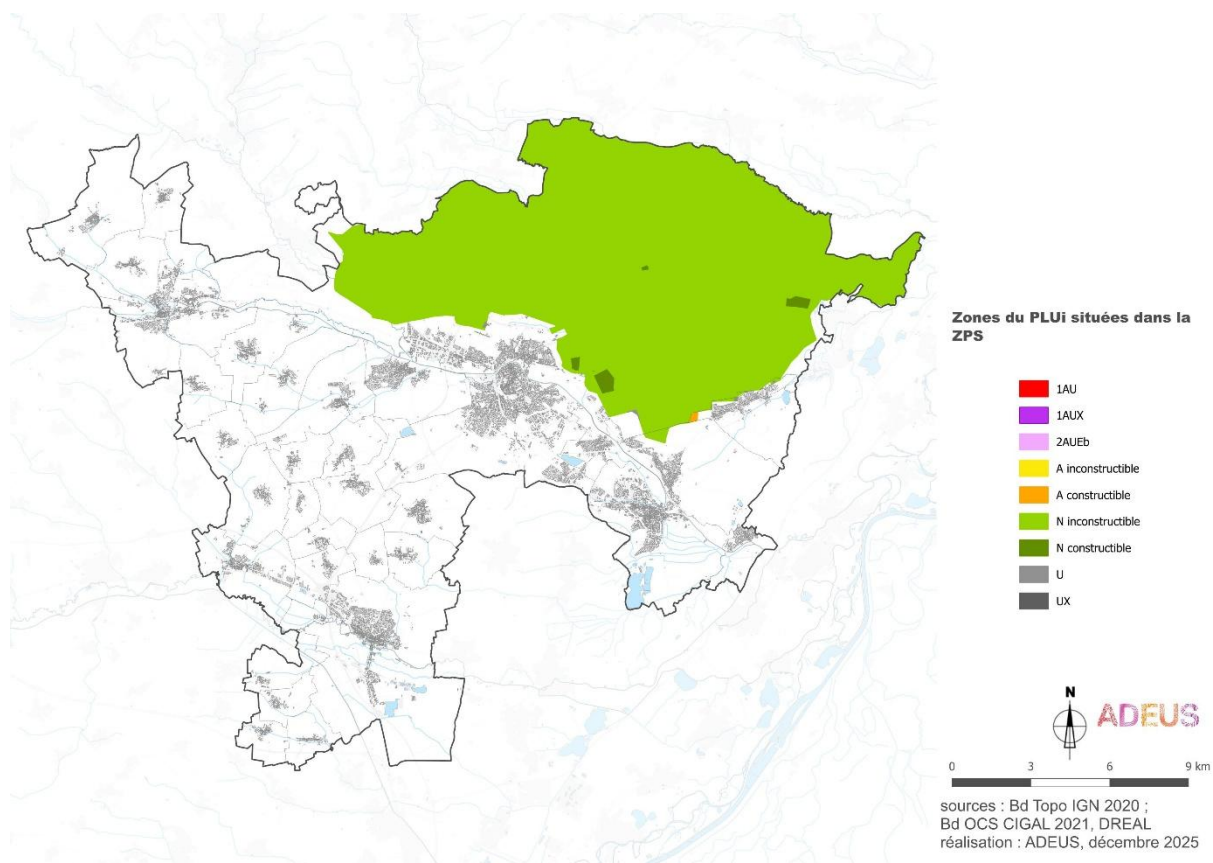 Zones du PLUi situées dans la
ZPS
1AU
1AUX
2AUEb
A inconstructible
A constructible
N inconstructible
N constructible
U
UX
N
ADEUS
0 3 6 9 km
sources : Bd Topo IGN 2020 ;
Bd OCS CIGAL 2021, DREAL
réalisation : ADEUS, décembre 2025